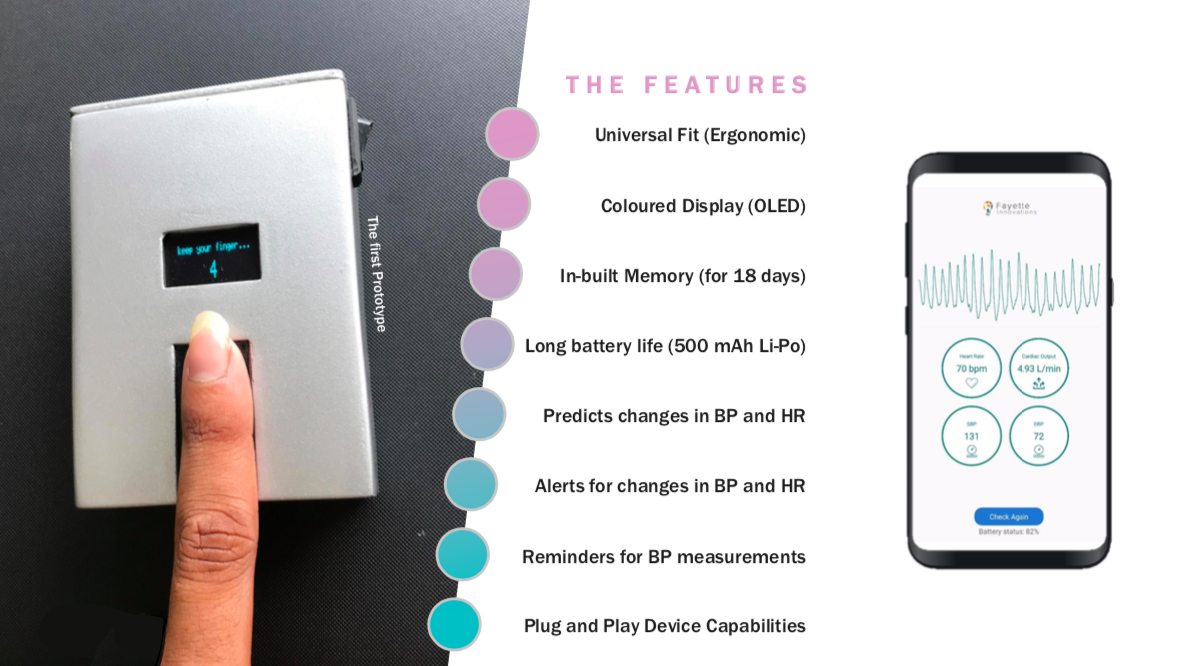 keep your finger...
4
The first Prototype
THE FEATURES
Universal Fit (Ergonomic)
Coloured Display (OLED)
In-built Memory (for 18 days)
Long battery life (500 mAh Li-Po)
Predicts changes in BP and HR
Alerts for changes in BP and HR
Reminders for BP measurements
Plug and Play Device Capabilities
Fayette
Innovations
Heart Rate
70 bpm
Cardiac Output
4.93 L/min
SBP
131
DBP
72
Check Again
Battery status: 82%